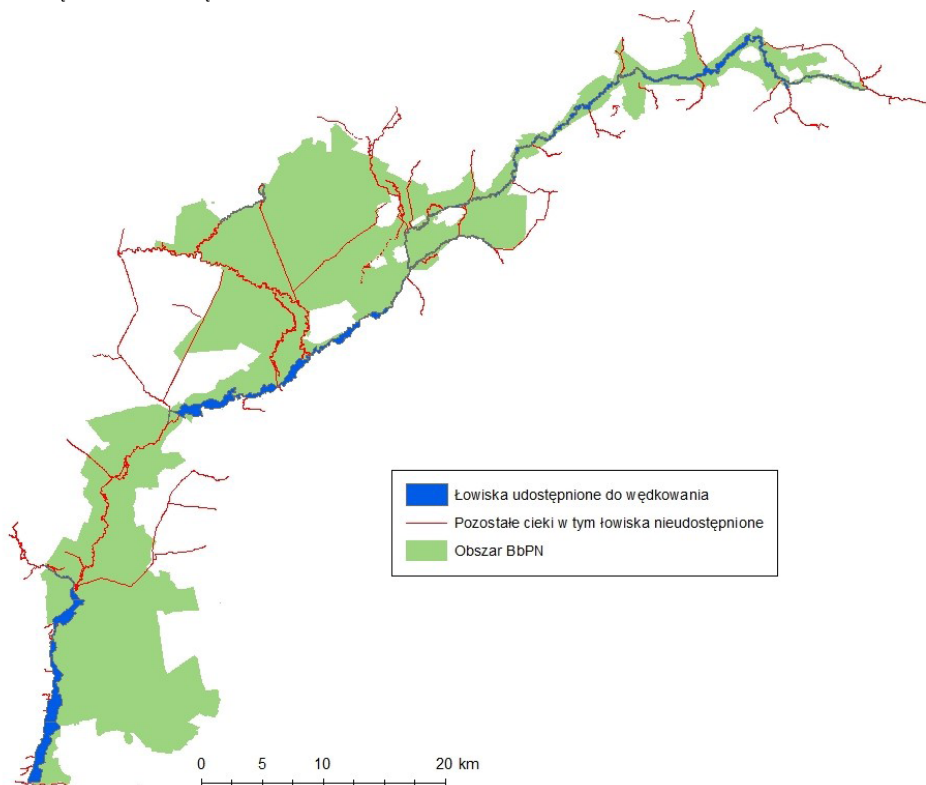 Łowiska udostępnione do wędkowania
Pozostałe cieki w tym łowiska nieudostępnione
Obszar BbPN
0 5 10 20 km